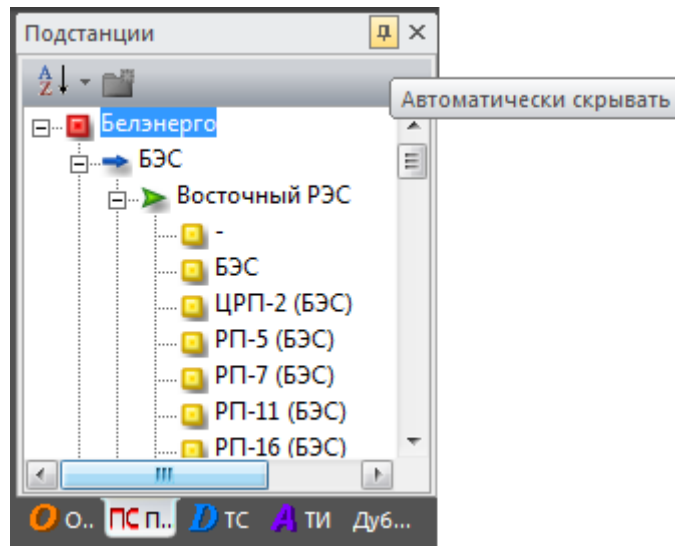 Подстанции
A
Z
Автоматически скрывать
Белэнерго
БЭС
Восточный РЭС
-
БЭС
ЦРП-2 (БЭС)
РП-5 (БЭС)
РП-7 (БЭС)
РП-11 (БЭС)
РП-16 (БЭС)
О О.. ПС П.. D ТС А ТИ Дуб...